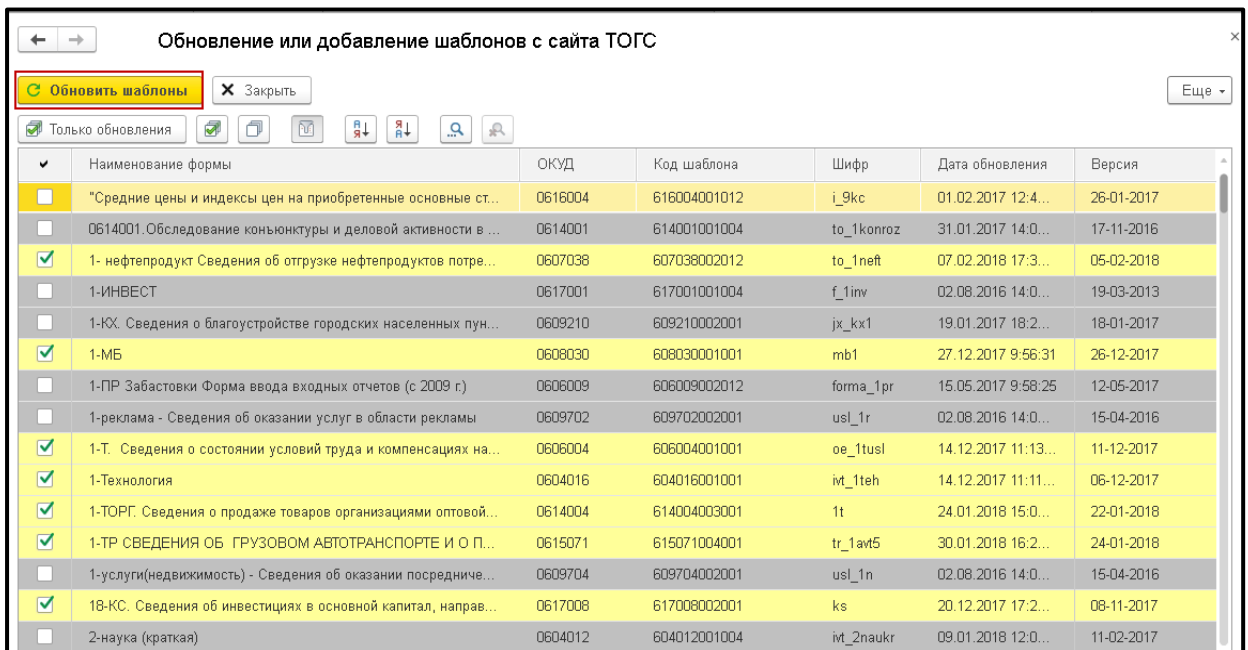 Обновление или добавление шаблонов с сайта ТОГС
Обновить шаблоны Закрыть Еще
Только обновления
Наименование формы ОКУД Код шаблона Шифр Дата обновления Версия
"Средние цены и индексы цен на приобретенные основные ст... 0616004 616004001012 i_9kc 01.02.2017 12:4... 26-01-2017
0614001.Обследование конъюнктуры и деловой активности в ... 0614001 614001001004 to_1konroz 31.01.2017 14:0... 17-11-2016
1- нефтепродукт Сведения об отгрузке нефтепродуктов потре... 0607038 607038002012 to_1neft 07.02.2018 17:3... 05-02-2018
1-ИНВЕСТ 0617001 617001001004 f_1inv 02.08.2016 14:0... 19-03-2013
1-КХ. Сведения о благоустройстве городских населенных пун... 0609210 609210002001 jx_kx1 19.01.2017 18:2... 18-01-2017
1-МБ 0608030 608030001001 mb1 27.12.2017 9:56:31 26-12-2017
1-ПР Забастовки Форма ввода входных отчетов (с 2009 г.) 0606009 606009002012 forma_1pr 15.05.2017 9:58:25 12-05-2017
1-реклама - Сведения об оказании услуг в области рекламы 0609702 609702002001 usl_1r 02.08.2016 14:0... 15-04-2016
1-Т. Сведения о состоянии условий труда и компенсациях на... 0606004 606004001001 oe_1tusl 14.12.2017 11:13... 11-12-2017
1-Технология 0604016 604016001001 ivt_1teh 14.12.2017 11:11... 06-12-2017
1-ТОРГ. Сведения о продаже товаров организациями оптовой... 0614004 614004003001 1t 24.01.2018 15:0... 22-01-2018
1-ТР СВЕДЕНИЯ ОБ ГРУЗОВОМ АВТОТРАНСПОРТЕ И О П... 0615071 615071004001 tr_1avt5 30.01.2018 16:2... 24-01-2018
1-услуги(недвижимость) - Сведения об оказании посредниче... 0609704 609704002001 usl_1n 02.08.2016 14:0... 15-04-2016
18-КС. Сведения об инвестициях в основной капитал, направ... 0617008 617008002001 ks 20.12.2017 17:2... 08-11-2017
2-наука (краткая) 0604012 604012001004 ivt_2naukr 09.01.2018 12:0... 11-02-2017